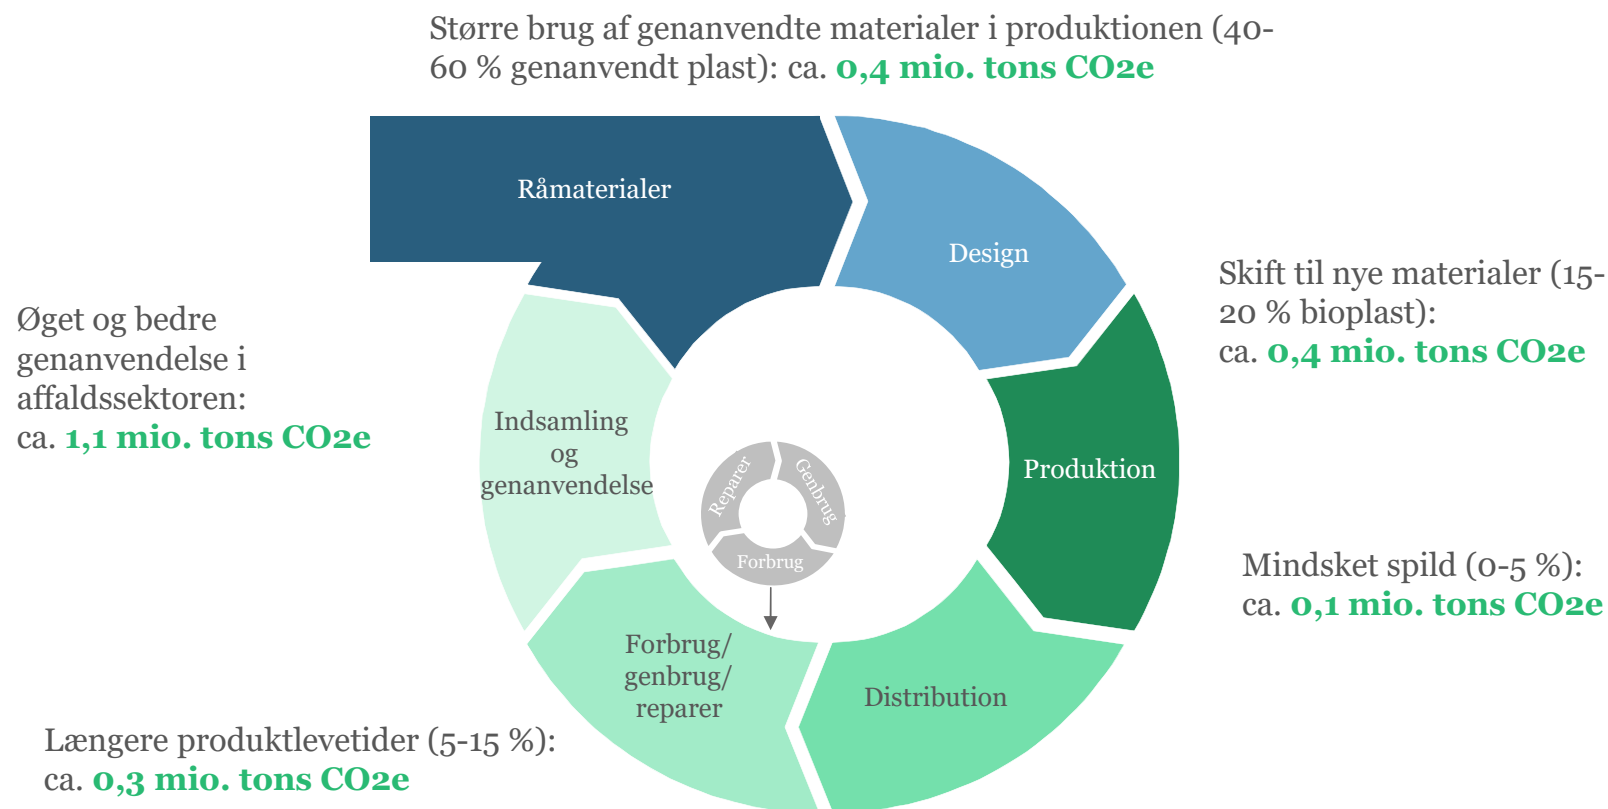 Større brug af genanvendte materialer i produktionen (40-
60 % genanvendt plast): ca. 0,4 mio. tons CO2e
Råmaterialer
Design
Skift til nye materialer (15-
20 % bioplast):
ca. 0,4 mio. tons CO2e
Øget og bedre
genanvendelse i
affaldssektoren:
ca. 1,1 mio. tons CO2e
Indsamling
og
genanvendelse
Reparer
Genbrug
Forbrug
Produktion
Mindsket spild (0-5 %):
ca. 0,1 mio. tons CO2e
Forbrug/
genbrug/
reparer
Distribution
Længere produktlevetider (5-15 %):
ca. 0,3 mio. tons CO2e